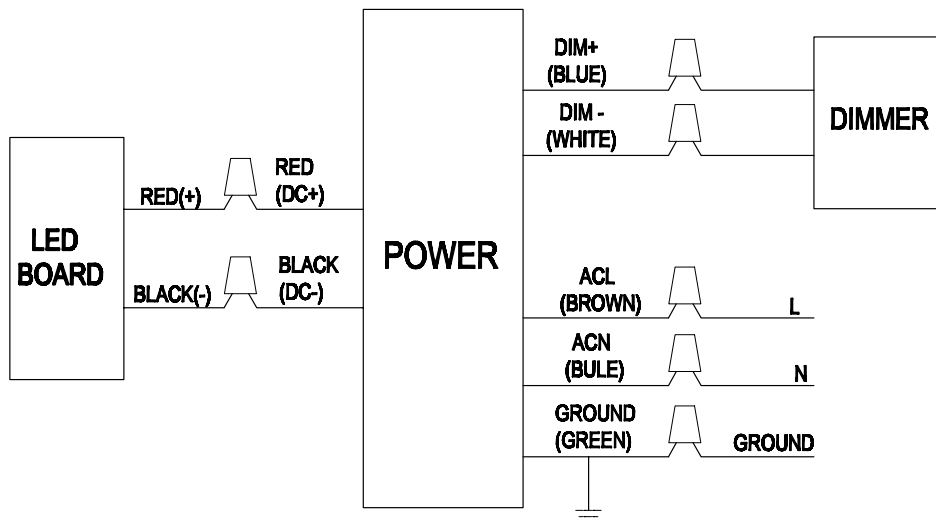 LED
BOARD
RED(+)
BLACK(-)
RED
(DC+)
BLACK
(DC-)
POWER
DIM+
(BLUE)
DIM -
(WHITE)
DIMMER
ACL
(BROWN)
L
ACN
(BULE)
N
GROUND
(GREEN)
GROUND